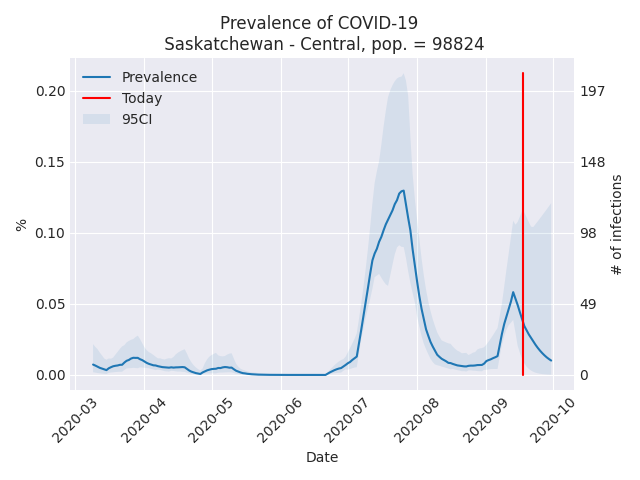 Prevalence of COVID-19
Saskatchewan - Central, pop. = 98824
Prevalence
Today
95CI
%
0.20
0.15
0.10
0.05
0.00
197
148
98
49
0
# of infections
2020-03
2020-04
2020-05
2020-06
2020-07
2020-08
2020-09
2020-10
Date